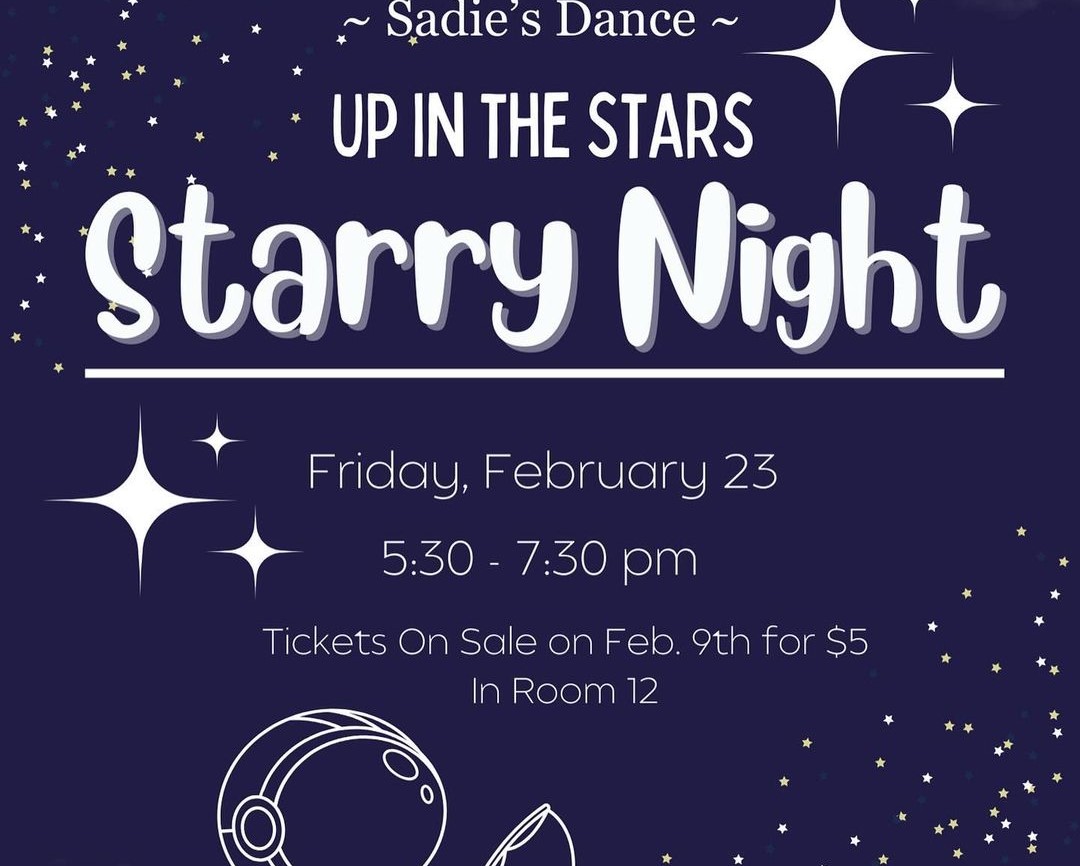 ~ Sadie's Dance ~
UP IN THE STARS
Starry Night
Friday, February 23
5:30 - 7:30 pm
Tickets On Sale on Feb. 9th for $5
In Room 12